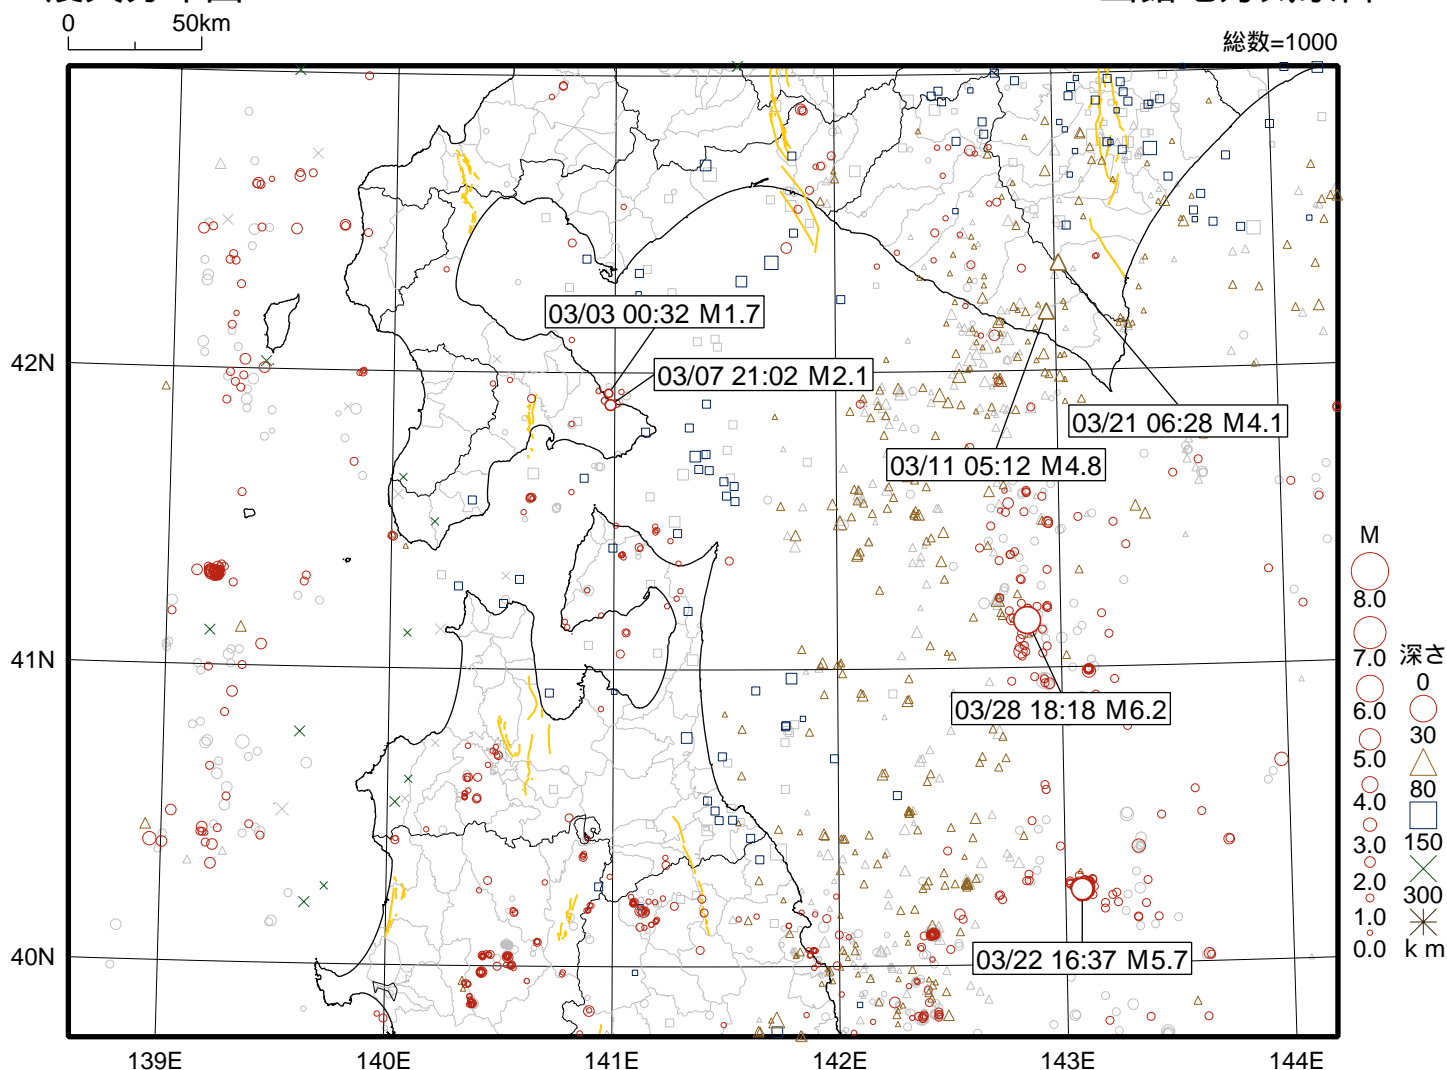 0 50km
総数=1000
03/03 00:32 M1.7
03/07 21:02 M2.1
42N
03/21 06:28 M4.1
03/11 05:12 M4.8
M
8.0
7.0
6.0
5.0
4.0
3.0
2.0
1.0
0.0
深さ
0
30
80
150
300
km
41N
03/28 18:18 M6.2
40N
03/22 16:37 M5.7
139E 140E 141E 142E 143E 144E